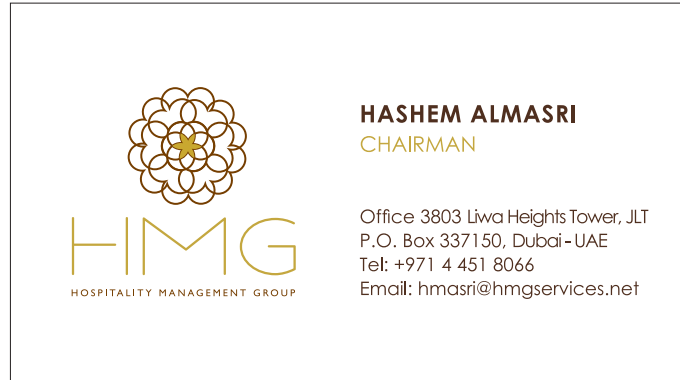 HASHEM ALMASRI
CHAIRMAN
Office 3803 Liwa Heights Tower, JLT
P.O. Box 337150, Dubai - UAE
Tel: +971 4 451 8066
Email: hmasri@hmgservices.net
HMG
HOSPITALITY MANAGEMENT GROUP